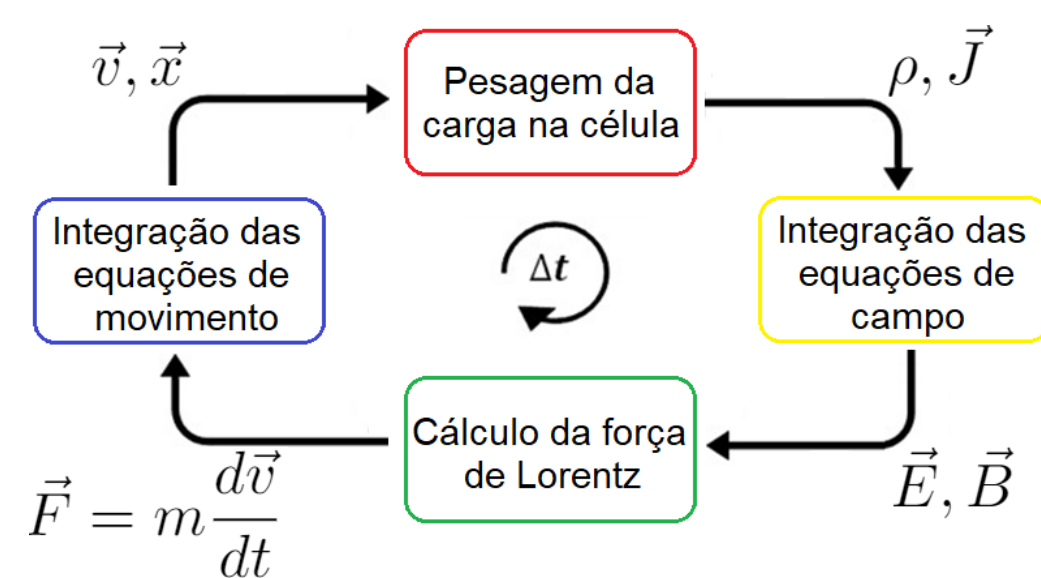 v⃗, x⃗
Pesagem da
carga na célula
ρ, J⃗
Integração das
equações de
movimento
Δt
Integração das
equações de
campo
Cálculo da força
de Lorentz
F⃗ = m dv⃗/dt
E⃗, B⃗